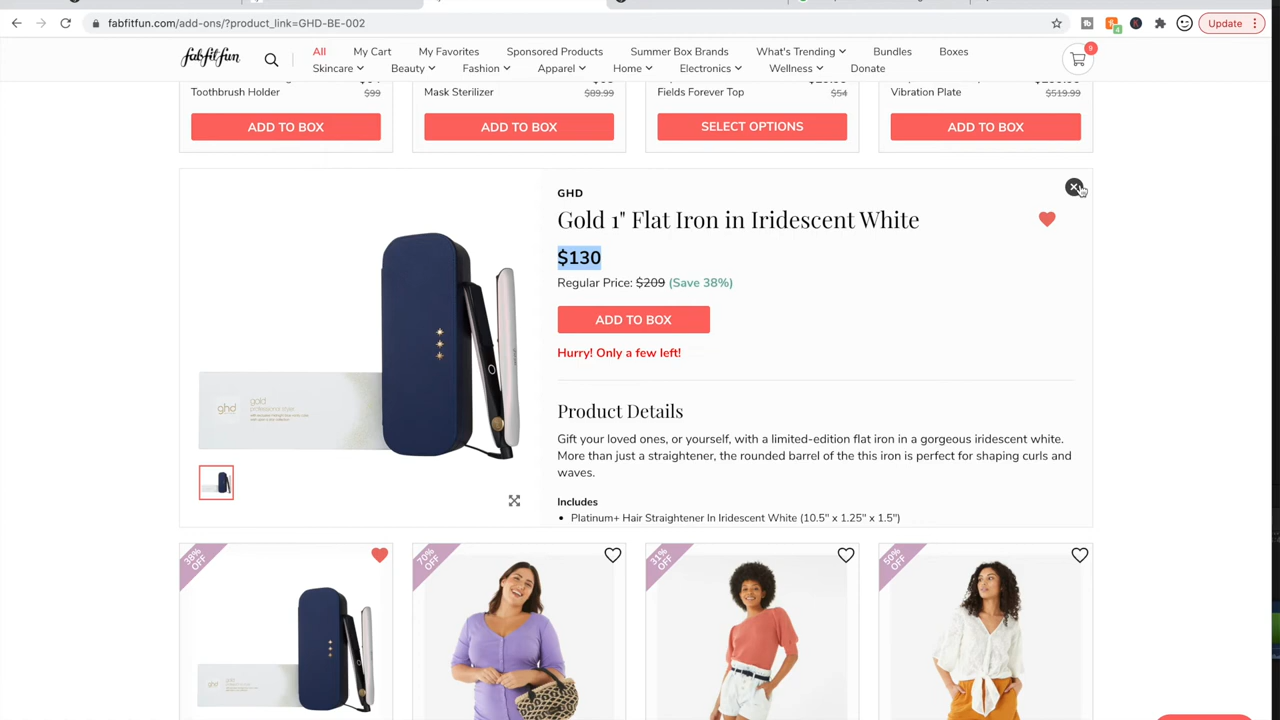 fabfitfun.com/add-ons/?product_link=GHD-BE-002
Update
fabfitfun
All My Cart My Favorites Sponsored Products Summer Box Brands What's Trending Bundles Boxes
Skincare Beauty Fashion Apparel Home Electronics Wellness Donate
9
Toothbrush Holder $99
Mask Sterilizer $89.99
Fields Forever Top $54
Vibration Plate $519.99
ADD TO BOX
ADD TO BOX
SELECT OPTIONS
ADD TO BOX
GHD
Gold 1" Flat Iron in Iridescent White
$130
Regular Price: $209 (Save 38%)
ADD TO BOX
Hurry! Only a few left!
Product Details
Gift your loved ones, or yourself, with a limited-edition flat iron in a gorgeous iridescent white.
More than just a straightener, the rounded barrel of the this iron is perfect for shaping curls and
waves.
Includes
• Platinum+ Hair Straightener In Iridescent White (10.5" x 1.25" x 1.5")
ghd
gold
38% OFF
70% OFF
31% OFF
50% OFF
ghd